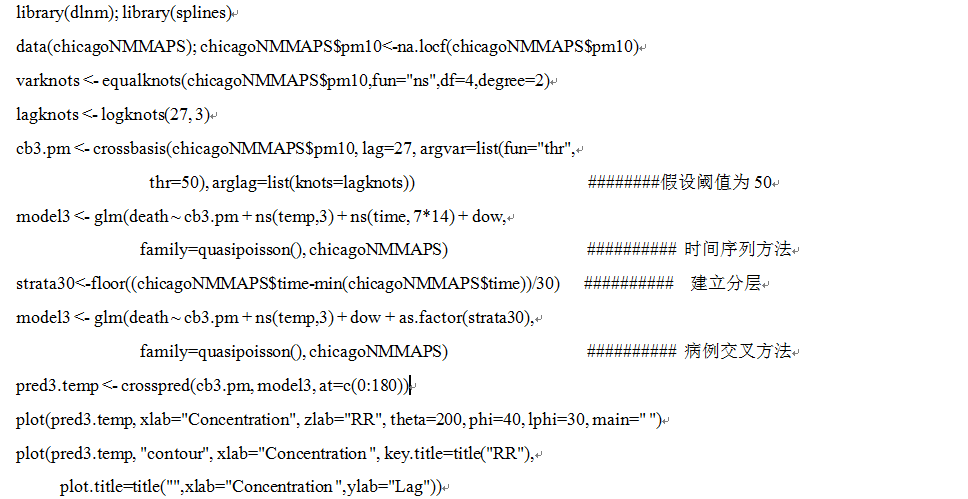 library(dlnm); library(splines)
data(chicagoNMMAPS); chicagoNMMAPS$pm10<-na.locf(chicagoNMMAPS$pm10)
varknots <- equalknots(chicagoNMMAPS$pm10,fun="ns",df=4,degree=2)
lagknots <- logknots(27, 3)
cb3.pm <- crossbasis(chicagoNMMAPS$pm10, lag=27, argvar=list(fun="thr",
thr=50), arglag=list(knots=lagknots)) ########假设阈值为 50
model3 <- glm(death ~ cb3.pm + ns(temp,3) + ns(time, 7*14) + dow,
family=quasipoisson(), chicagoNMMAPS) ########## 时间序列方法
strata30<-floor((chicagoNMMAPS$time-min(chicagoNMMAPS$time))/30) ########## 建立分层
model3 <- glm(death ~ cb3.pm + ns(temp,3) + dow + as.factor(strata30),
family=quasipoisson(), chicagoNMMAPS) ########## 病例交叉方法
pred3.temp <- crosspred(cb3.pm, model3, at=c(0:180))
plot(pred3.temp, xlab="Concentration", zlab="RR", theta=200, phi=40, lphi=30, main=" ")
plot(pred3.temp, "contour", xlab="Concentration ", key.title=title("RR"),
plot.title=title("",xlab="Concentration ",ylab="Lag"))